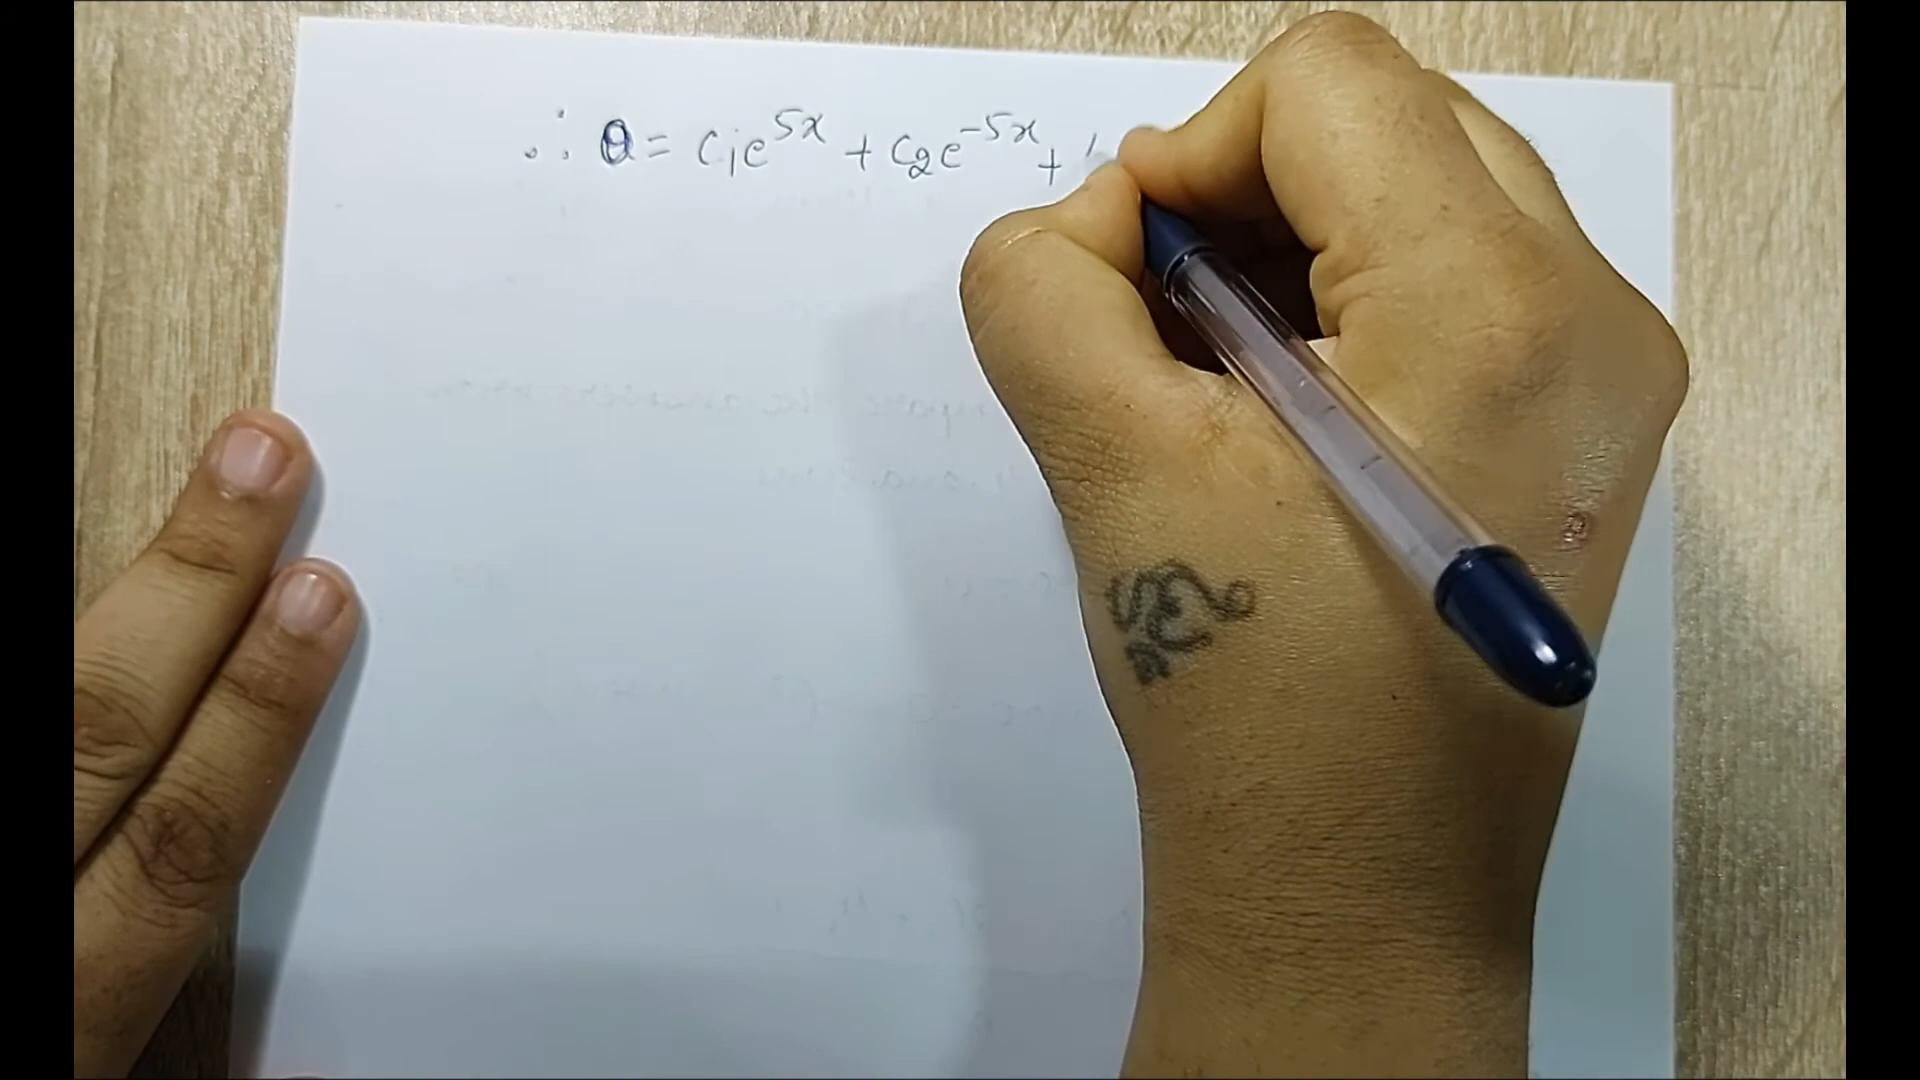 ∴ θ = c₁e^{5x} + c₂e^{-5x} +